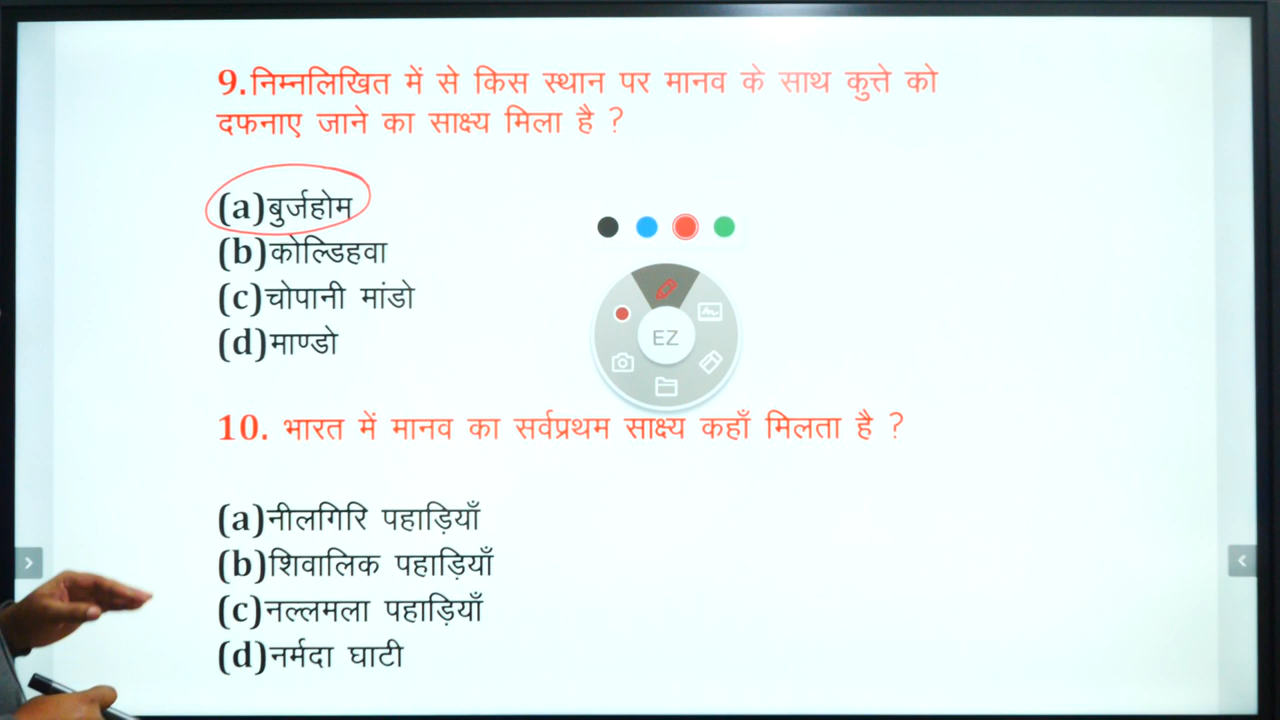 9.निम्नलिखित में से किस स्थान पर मानव के साथ कुत्ते को
दफनाए जाने का साक्ष्य मिला है ?
(a)बुर्जहोम
(b)कोल्डिहवा
(c)चोपानी मांडो
(d)माण्डो
EZ
10. भारत में मानव का सर्वप्रथम साक्ष्य कहाँ मिलता है ?
(a)नीलगिरि पहाड़ियाँ
(b)शिवालिक पहाड़ियाँ
(c)नल्लमला पहाड़ियाँ
(d)नर्मदा घाटी